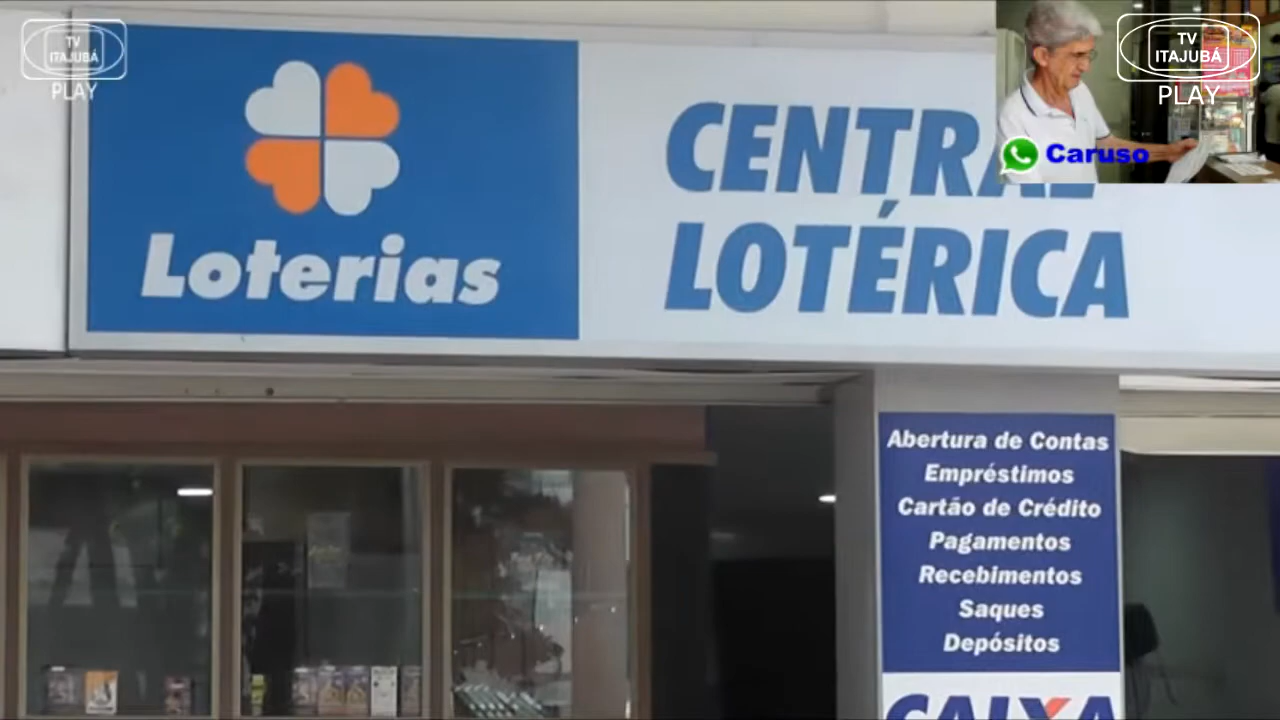 TV
ITAJUBÁ
PLAY
TV
ITAJUBÁ
PLAY
Caruso
Loterias
CENTRAL
LOTÉRICA
Abertura de Contas
Empréstimos
Cartão de Crédito
Pagamentos
Recebimentos
Saques
Depósitos
CAIXA